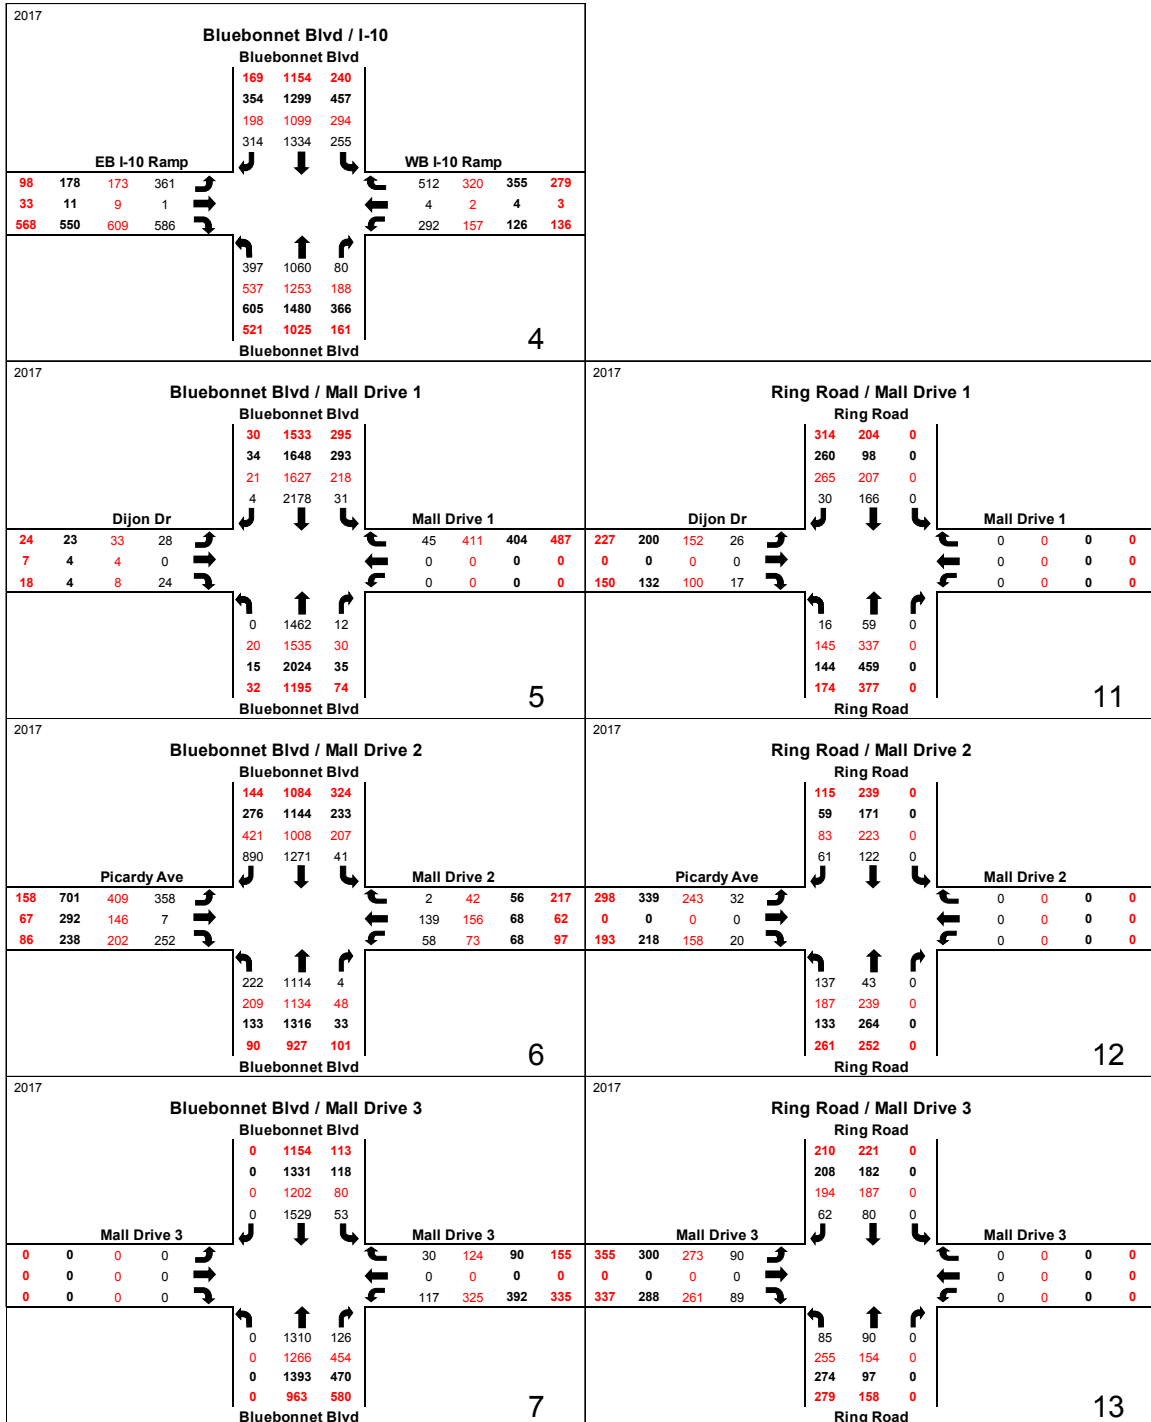 2017
Bluebonnet Blvd / I-10
Bluebonnet Blvd
169 1154 240
354 1299 457
198 1099 294
314 1334 255
EB I-10 Ramp WB I-10 Ramp
98 178 173 361 512 320 355 279
33 11 9 1 4 2 4 3
568 550 609 586 292 157 126 136
397 1060 80
537 1253 188
605 1480 366
521 1025 161
Bluebonnet Blvd
4
2017
Bluebonnet Blvd / Mall Drive 1
Bluebonnet Blvd
30 1533 295
34 1648 293
21 1627 218
4 2178 31
Dijon Dr Mall Drive 1
24 23 33 28 45 411 404 487
7 4 4 0 0 0 0 0
18 4 8 24 0 0 0 0
0 1462 12
20 1535 30
15 2024 35
32 1195 74
Bluebonnet Blvd
5
2017
Ring Road / Mall Drive 1
Ring Road
314 204 0
260 98 0
265 207 0
30 166 0
Dijon Dr Mall Drive 1
227 200 152 26 0 0 0 0
0 0 0 0 0 0 0 0
150 132 100 17 0 0 0 0
16 59 0
145 337 0
144 459 0
174 377 0
Ring Road
11
2017
Bluebonnet Blvd / Mall Drive 2
Bluebonnet Blvd
144 1084 324
276 1144 233
421 1008 207
890 1271 41
Picardy Ave Mall Drive 2
158 701 409 358 2 42 56 217
67 292 146 7 139 156 68 62
86 238 202 252 58 73 68 97
222 1114 4
209 1134 48
133 1316 33
90 927 101
Bluebonnet Blvd
6
2017
Ring Road / Mall Drive 2
Ring Road
115 239 0
59 171 0
83 223 0
61 122 0
Picardy Ave Mall Drive 2
298 339 243 32 0 0 0 0
0 0 0 0 0 0 0 0
193 218 158 20 0 0 0 0
137 43 0
187 239 0
133 264 0
261 252 0
Ring Road
12
2017
Bluebonnet Blvd / Mall Drive 3
Bluebonnet Blvd
0 1154 113
0 1331 118
0 1202 80
0 1529 53
Mall Drive 3 Mall Drive 3
0 0 0 0 30 124 90 155
0 0 0 0 0 0 0 0
0 0 0 0 117 325 392 335
0 1310 126
0 1266 454
0 1393 470
0 963 580
Bluebonnet Blvd
7
2017
Ring Road / Mall Drive 3
Ring Road
210 221 0
208 182 0
194 187 0
62 80 0
Mall Drive 3 Mall Drive 3
355 300 273 90 0 0 0 0
0 0 0 0 0 0 0 0
337 288 261 89 0 0 0 0
85 90 0
255 154 0
274 97 0
279 158 0
Ring Road
13